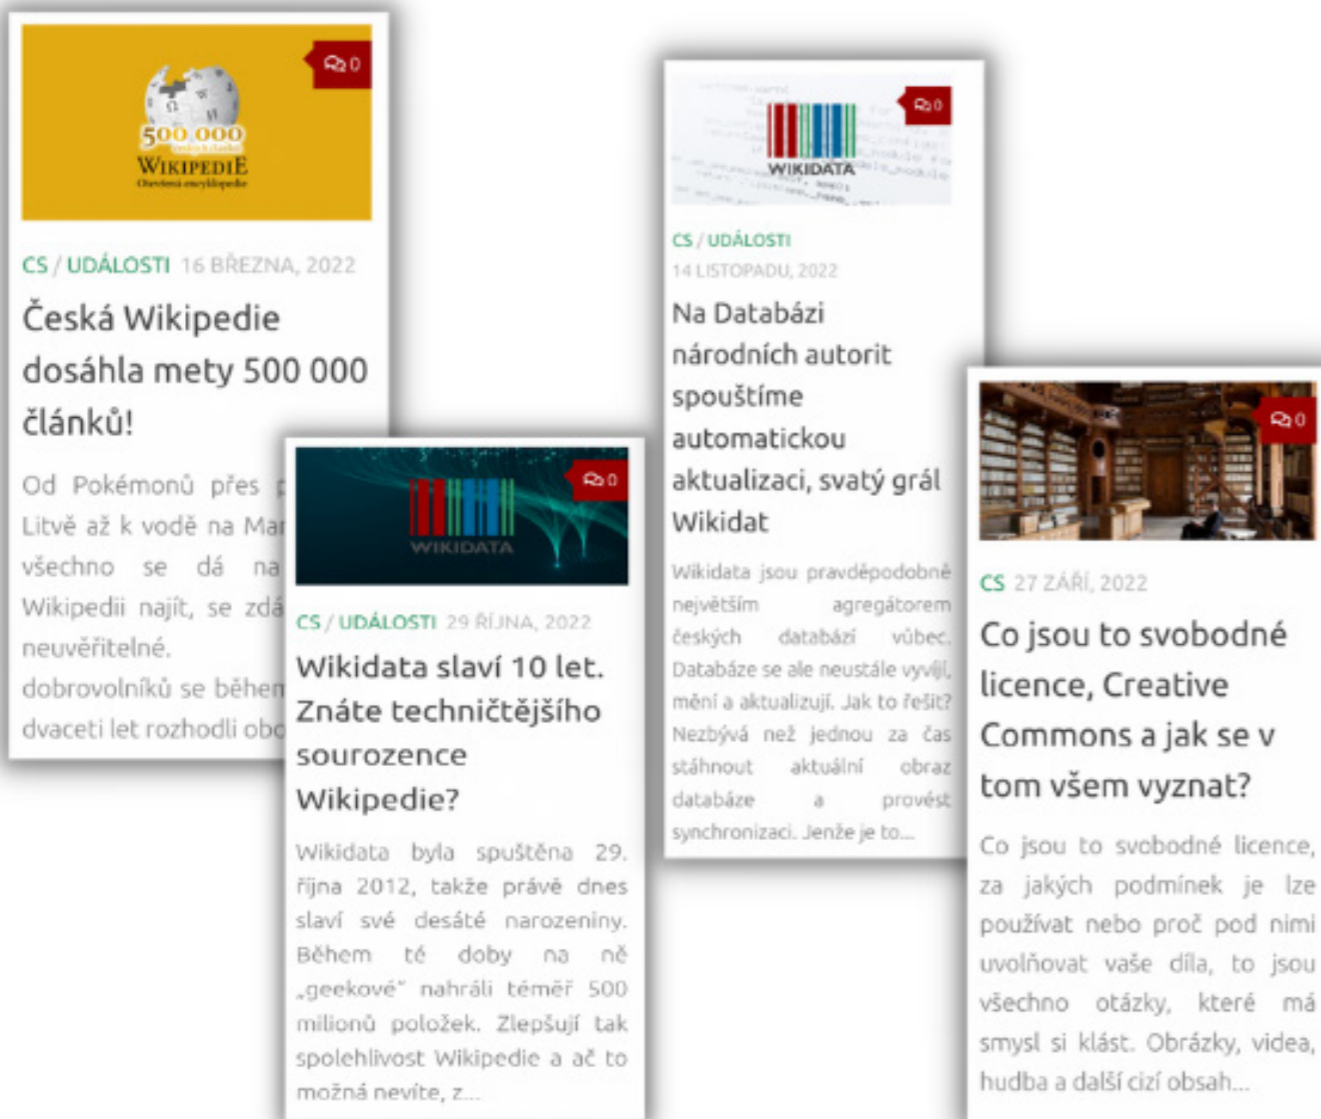 0
500 000
WIKIPEDIE
Otevřená encyklopedie
CS / UDÁLOSTI 16 BŘEZNA, 2022
Česká Wikipedie
dosáhla mety 500 000
článků!
Od Pokémonů přes
Litvě až k vodě na
všechno se dá na
Wikipedii najít, se zdá
neuvěřitelné.
dobrovolníků se během
dvaceti let rozhodli
0
WIKIDATA
CS / UDÁLOSTI 29 ŘÍJNA, 2022
Wikidata slaví 10 let.
Znáte techničtějšího
sourozence
Wikipedie?
Wikidata byla spuštěna 29.
října 2012, takže právě dnes
slaví své desáté narozeniny.
Během té doby na ně
„geekové“ nahráli téměř 500
milionů položek. Zlepšují tak
spolehlivost Wikipedie a ač to
možná nevíte, z...
0
WIKIDATA
CS / UDÁLOSTI
14 LISTOPADU, 2022
Na Databázi
národních autorit
spouštíme
automatickou
aktualizaci, svatý grál
Wikidat
Wikidata jsou pravděpodobně
největším agregátorem
českých databází vůbec.
Databáze se ale neustále vyvíjí,
mění a aktualizují. Jak to řešit?
Nezbývá než jednou za čas
stáhnout aktuální obraz
databáze a provést
synchronizaci. Jenže je to...
0
CS 27 ZÁŘÍ, 2022
Co jsou to svobodné
licence, Creative
Commons a jak se v
tom všem vyznat?
Co jsou to svobodné licence,
za jakých podmínek je lze
používat nebo proč pod nimi
uvolňovat vaše díla, to jsou
všechno otázky, které má
smysl si klást. Obrázky, videa,
hudba a další cizí obsah...